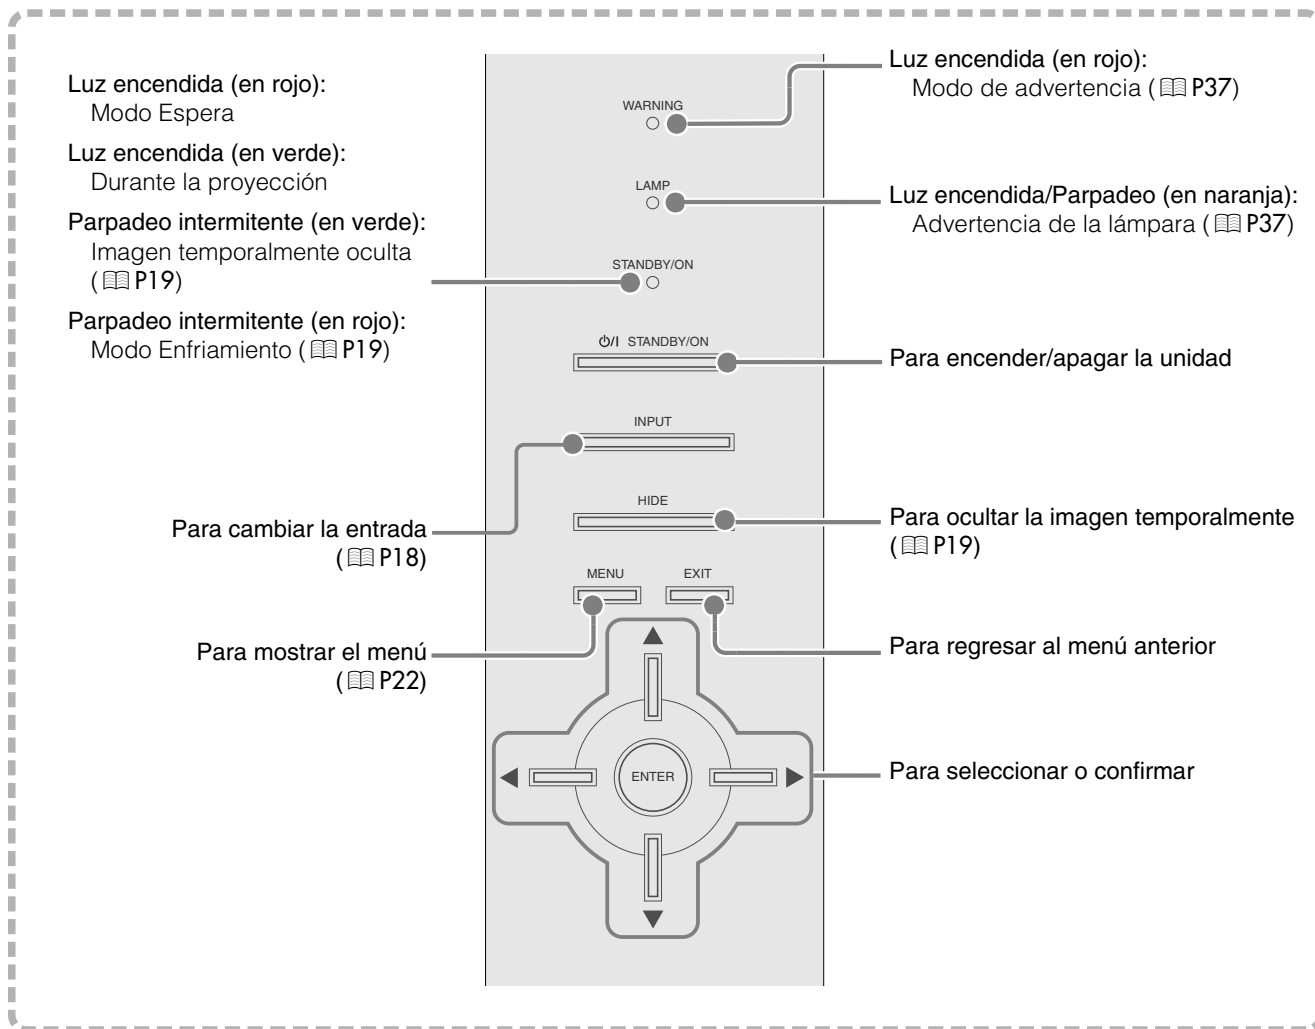 Luz encendida (en rojo):
Modo Espera
Luz encendida (en verde):
Durante la proyección
Parpadeo intermitente (en verde):
Imagen temporalmente oculta
( P19)
Parpadeo intermitente (en rojo):
Modo Enfriamiento ( P19)
Para cambiar la entrada
( P18)
Para mostrar el menú
( P22)
WARNING
LAMP
STANDBY/ON
⏻/I STANDBY/ON
INPUT
HIDE
MENU EXIT
ENTER
Luz encendida (en rojo):
Modo de advertencia ( P37)
Luz encendida/Parpadeo (en naranja):
Advertencia de la lámpara ( P37)
Para encender/apagar la unidad
Para ocultar la imagen temporalmente
( P19)
Para regresar al menú anterior
Para seleccionar o confirmar